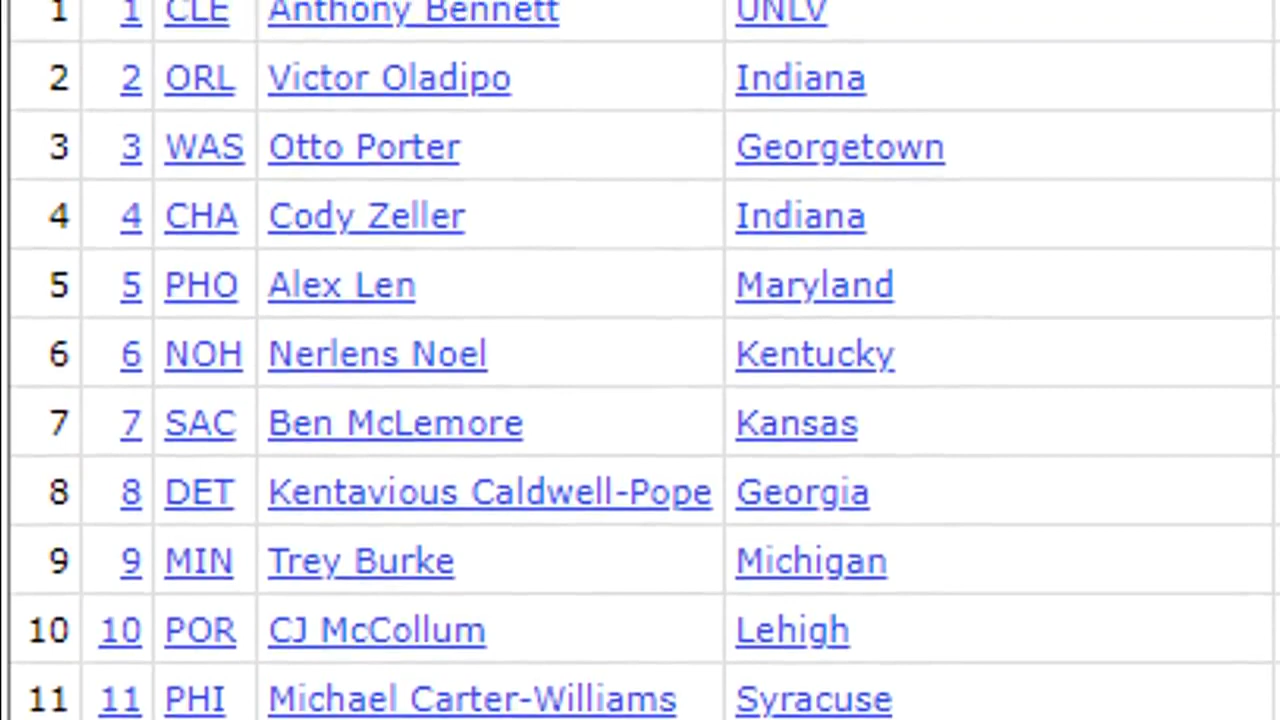 1 1 CLE Anthony Bennett UNLV
2 2 ORL Victor Oladipo Indiana
3 3 WAS Otto Porter Georgetown
4 4 CHA Cody Zeller Indiana
5 5 PHO Alex Len Maryland
6 6 NOH Nerlens Noel Kentucky
7 7 SAC Ben McLemore Kansas
8 8 DET Kentavious Caldwell-Pope Georgia
9 9 MIN Trey Burke Michigan
10 10 POR CJ McCollum Lehigh
11 11 PHI Michael Carter-Williams Syracuse